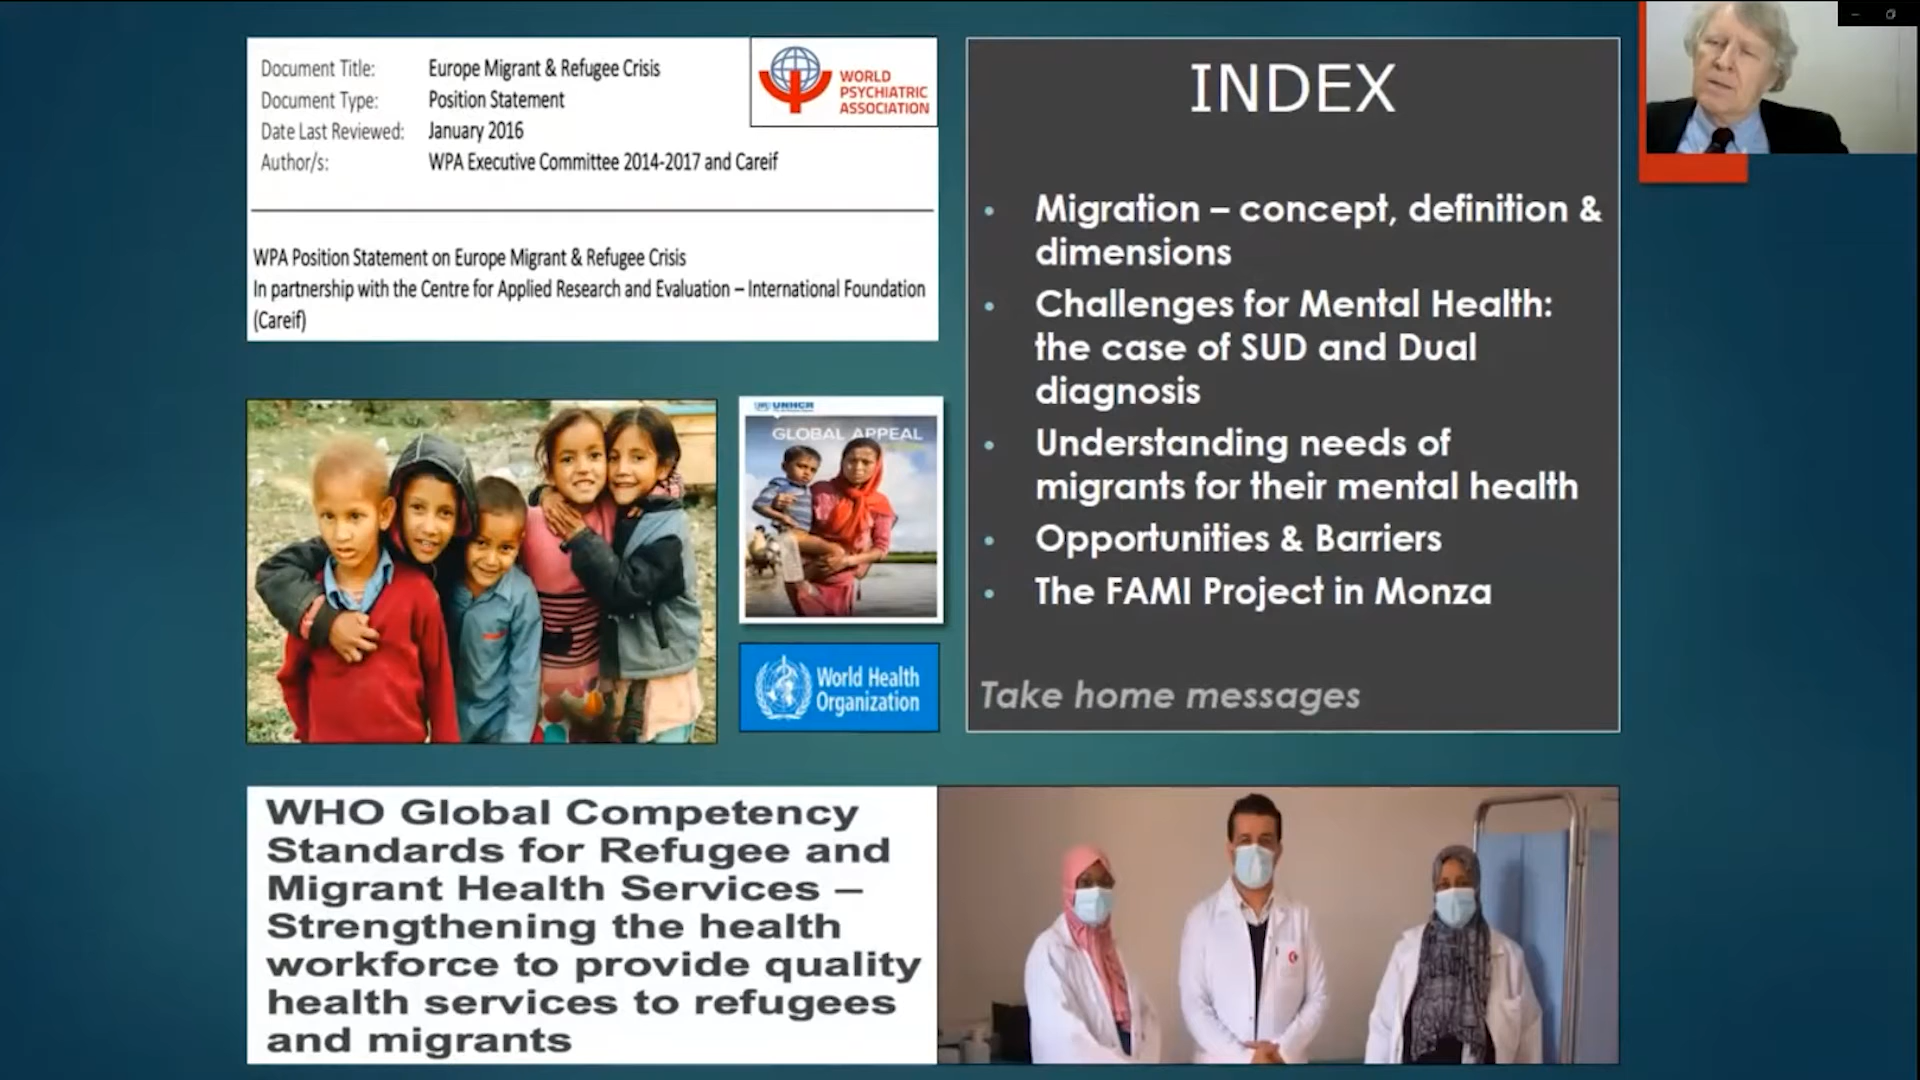 Document Title: Europe Migrant & Refugee Crisis
Document Type: Position Statement
Date Last Reviewed: January 2016
Author/s: WPA Executive Committee 2014-2017 and Careif
WORLD
PSYCHIATRIC
ASSOCIATION
WPA Position Statement on Europe Migrant & Refugee Crisis
In partnership with the Centre for Applied Research and Evaluation – International Foundation
(Careif)
UNHCR
GLOBAL APPEAL
World Health
Organization
INDEX
• Migration – concept, definition &
dimensions
• Challenges for Mental Health:
the case of SUD and Dual
diagnosis
• Understanding needs of
migrants for their mental health
• Opportunities & Barriers
• The FAMI Project in Monza
Take home messages
WHO Global Competency
Standards for Refugee and
Migrant Health Services –
Strengthening the health
workforce to provide quality
health services to refugees
and migrants